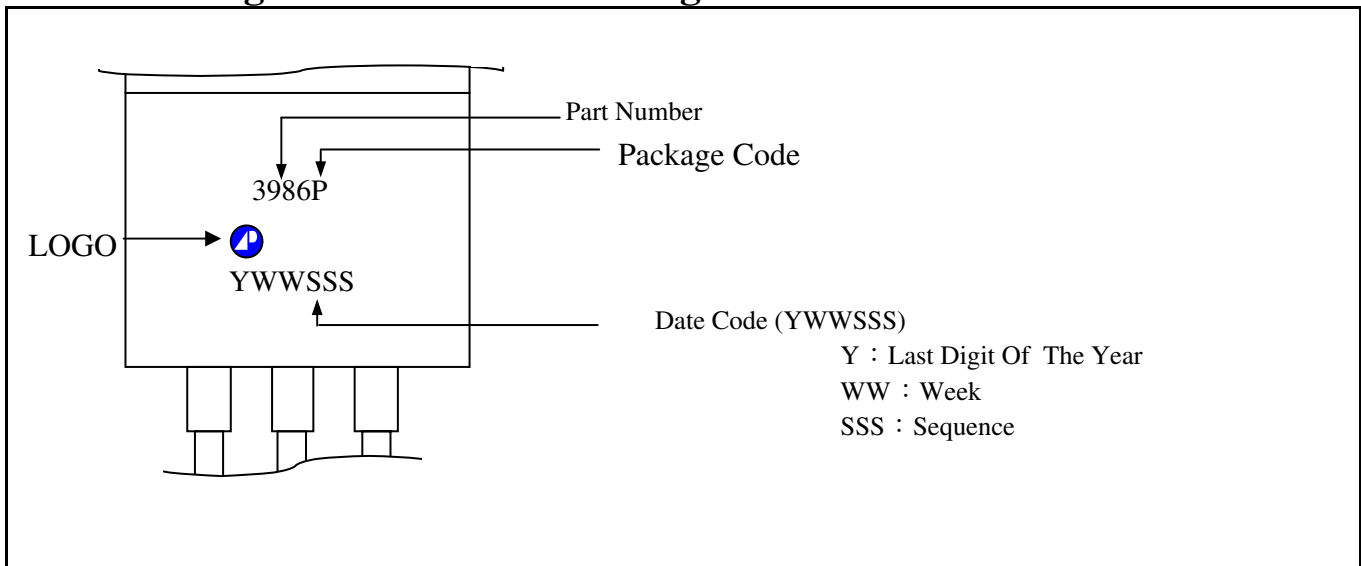 Part Number
Package Code
3986P
LOGO
YWWSSS
Date Code (YWWSSS)
Y：Last Digit Of The Year
WW：Week
SSS：Sequence